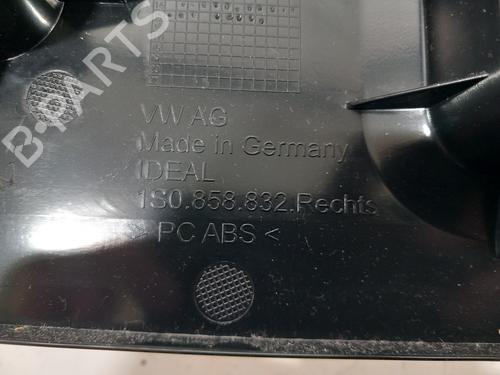 B-PARTS
VW AG
Made in Germany
IDEAL
1S0.858.832.Rechts
> PC ABS <